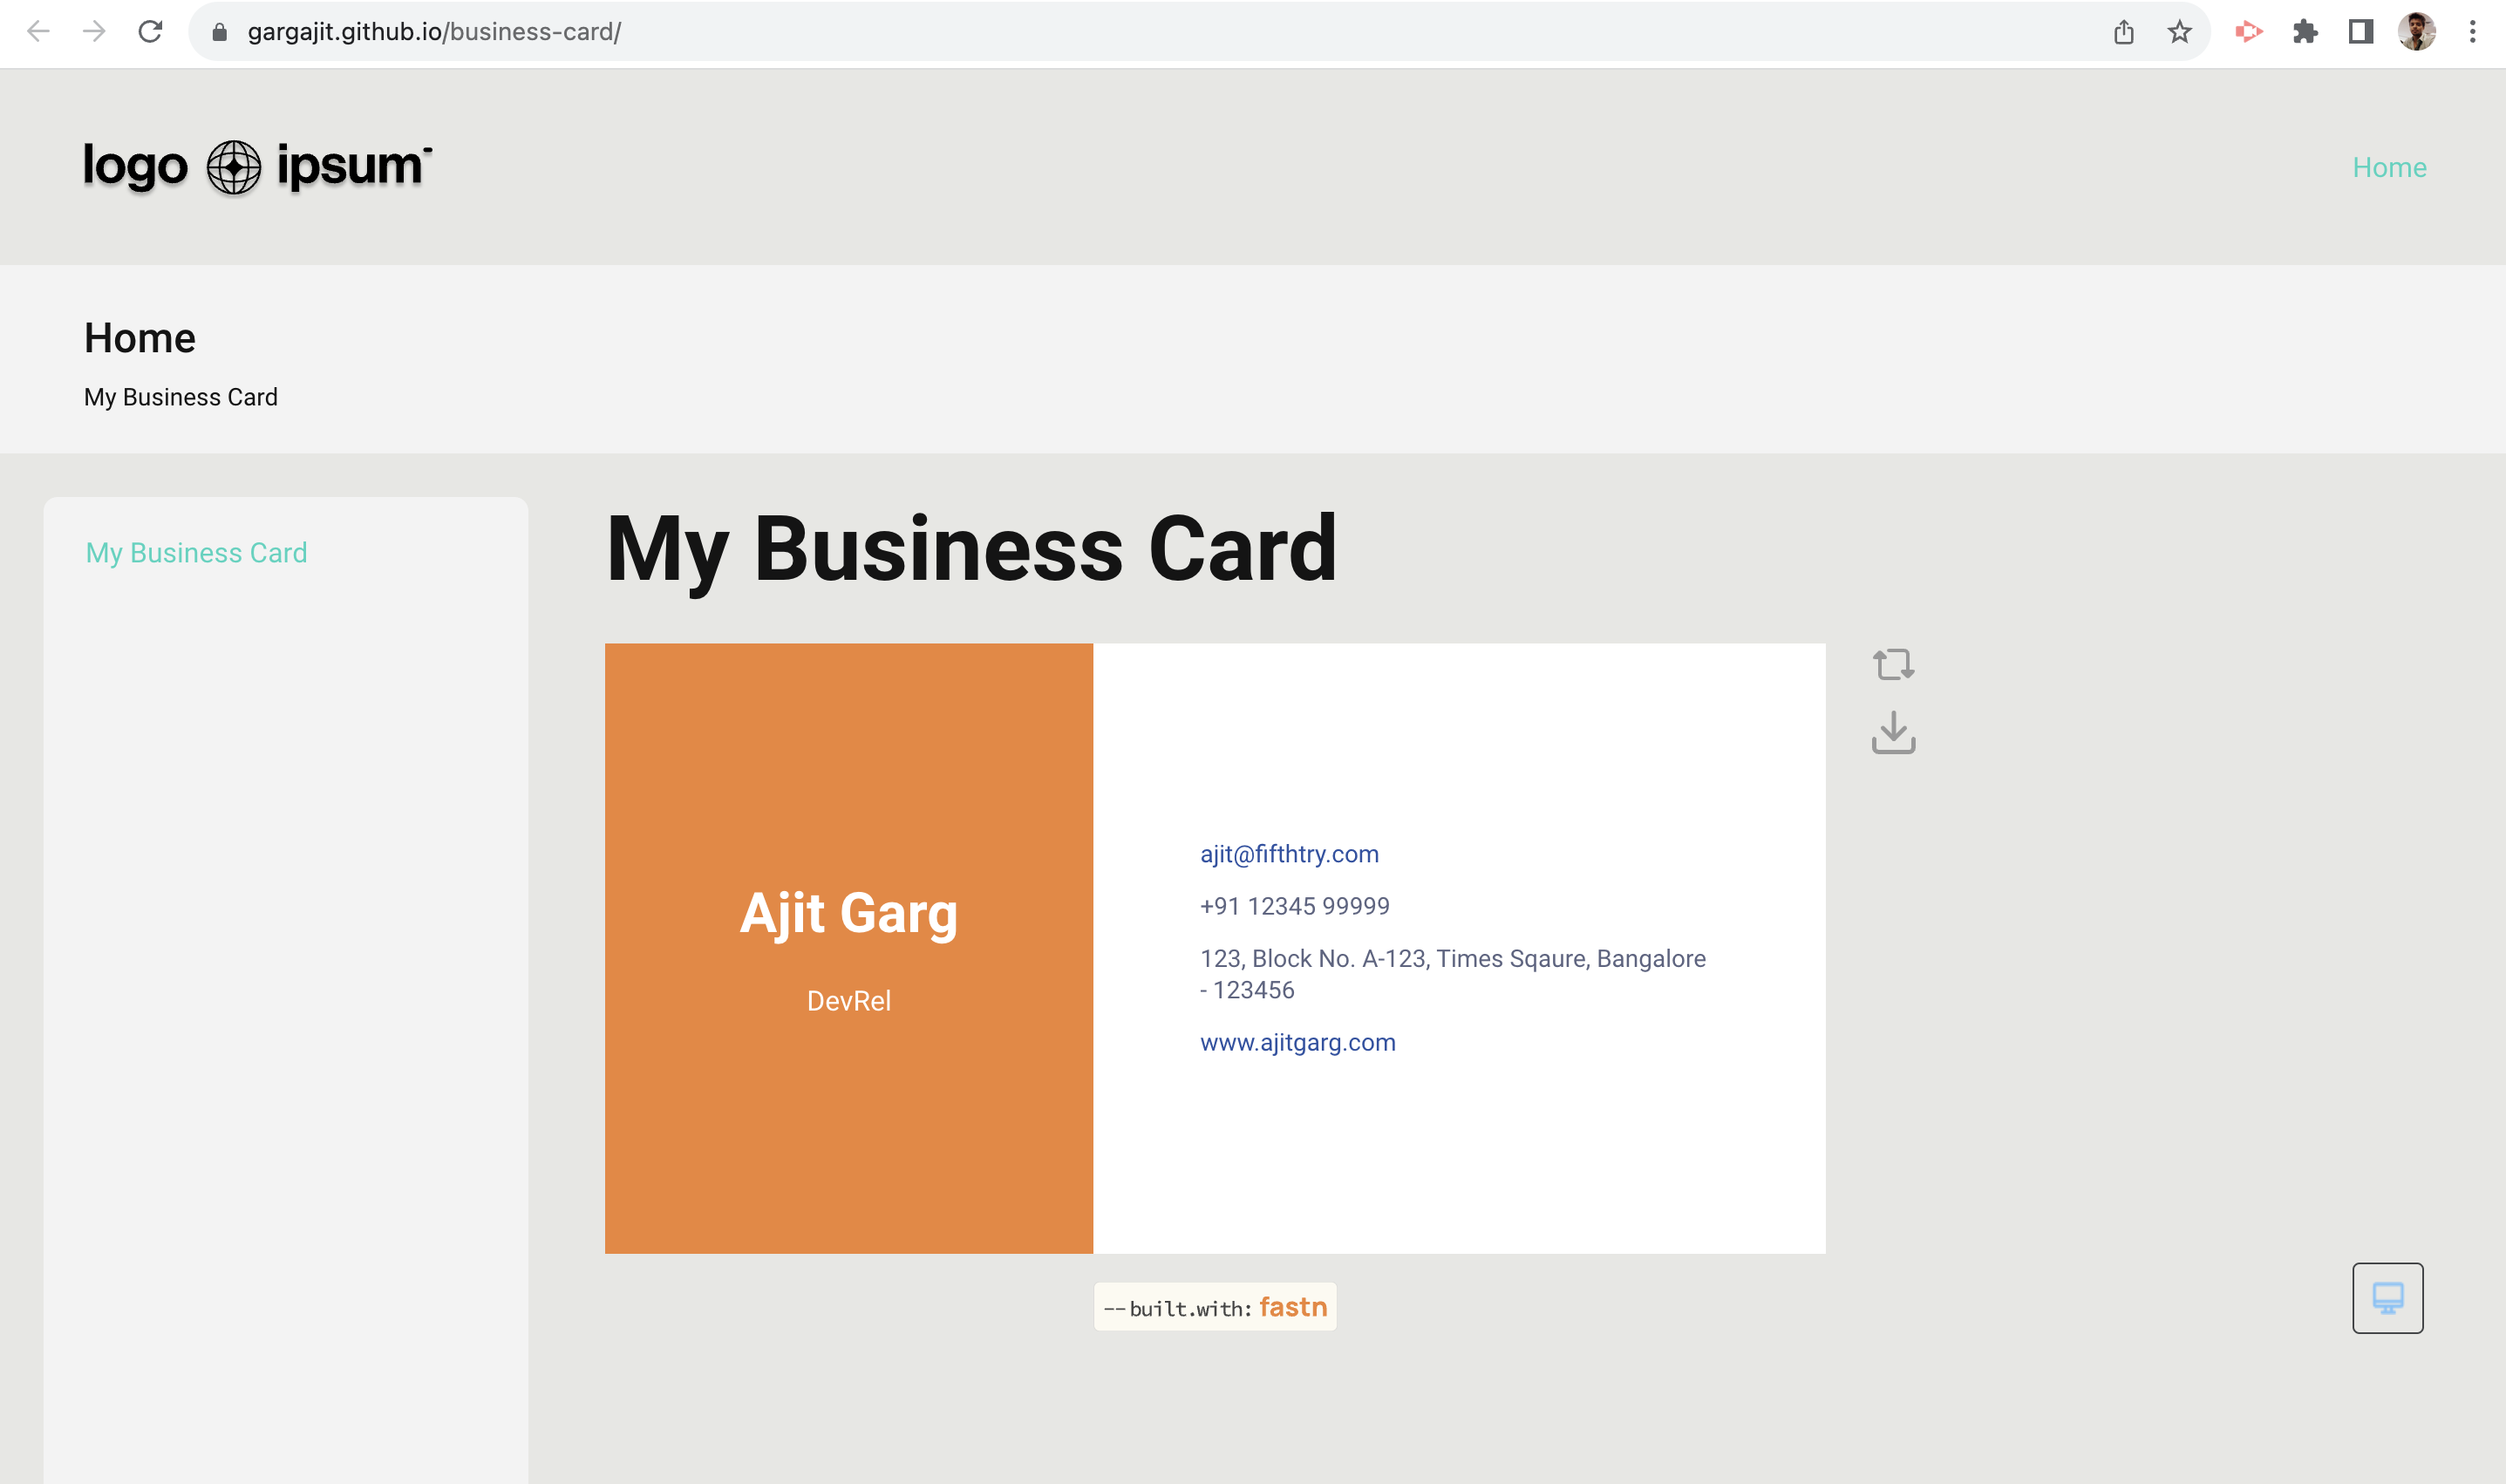 gargajit.github.io/business-card/
logo ipsum
Home
Home
My Business Card
My Business Card
My Business Card
Ajit Garg
DevRel
ajit@fifthtry.com
+91 12345 99999
123, Block No. A-123, Times Sqaure, Bangalore
- 123456
www.ajitgarg.com
--built.with: fastn